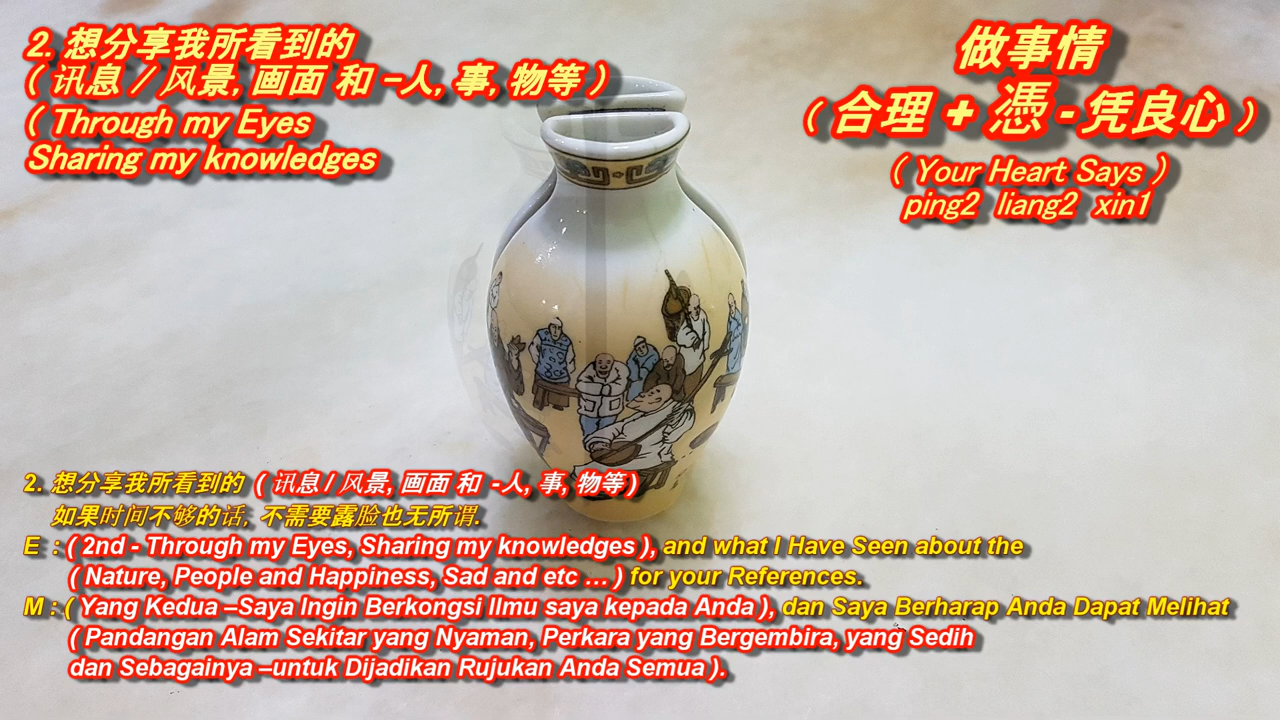 2. 想分享我所看到的
( 讯息 / 风景, 画面 和 -人, 事, 物等 )
( Through my Eyes
Sharing my knowledges
做事情
( 合理 + 憑 - 凭良心 )
( Your Heart Says )
ping2 liang2 xin1
2. 想分享我所看到的 ( 讯息 / 风景, 画面 和 -人, 事, 物等 )
如果时间不够的话, 不需要露脸也无所谓.
E : ( 2nd - Through my Eyes, Sharing my knowledges ), and what I Have Seen about the
( Nature, People and Happiness, Sad and etc ... ) for your References.
M : ( Yang Kedua –Saya Ingin Berkongsi Ilmu saya kepada Anda ), dan Saya Berharap Anda Dapat Melihat
( Pandangan Alam Sekitar yang Nyaman, Perkara yang Bergembira, yang Sedih
dan Sebagainya –untuk Dijadikan Rujukan Anda Semua ).